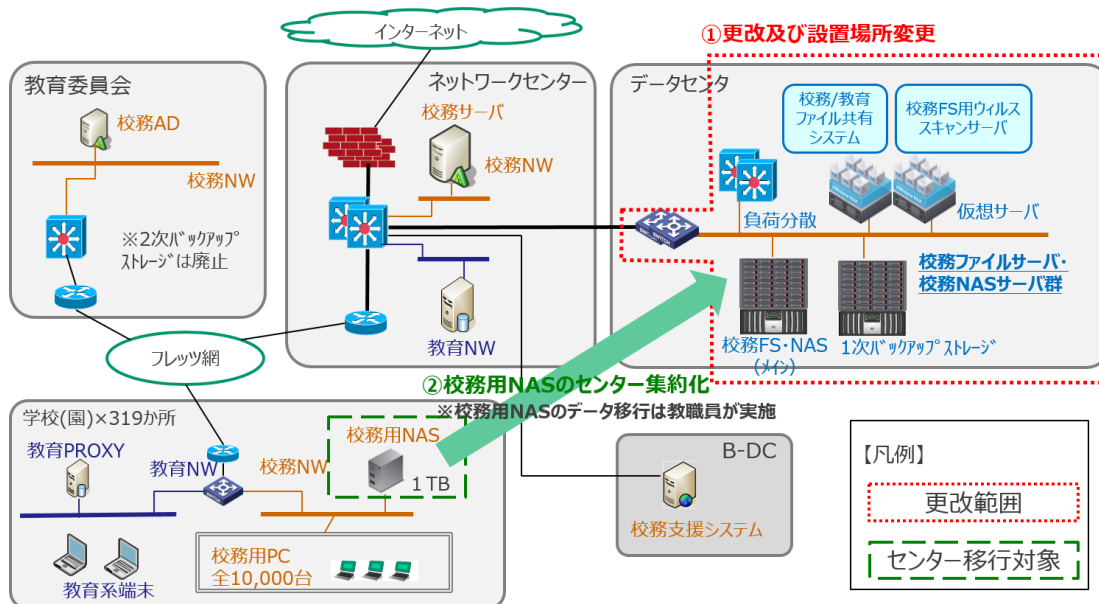 インターネット
①更改及び設置場所変更
教育委員会
校務AD
校務NW
※2次ﾊﾞｯｸｱｯﾌﾟ
ｽﾄﾚｰｼﾞは廃止
ネットワークセンター
校務サーバ
校務NW
教育NW
データセンタ
校務/教育
ファイル共有
システム
校務FS用ウィルス
スキャンサーバ
負荷分散
仮想サーバ
校務ファイルサーバ・
校務NASサーバ群
校務FS・NAS
(ﾒｲﾝ)
1次ﾊﾞｯｸｱｯﾌﾟｽﾄﾚｰｼﾞ
フレッツ網
②校務用NASのセンター集約化
※校務用NASのデータ移行は教職員が実施
学校(園)×319か所
教育PROXY
教育NW
校務NW
校務用NAS
1TB
教育系端末
校務用PC
全10,000台
B-DC
校務支援システム
【凡例】
更改範囲
センター移行対象